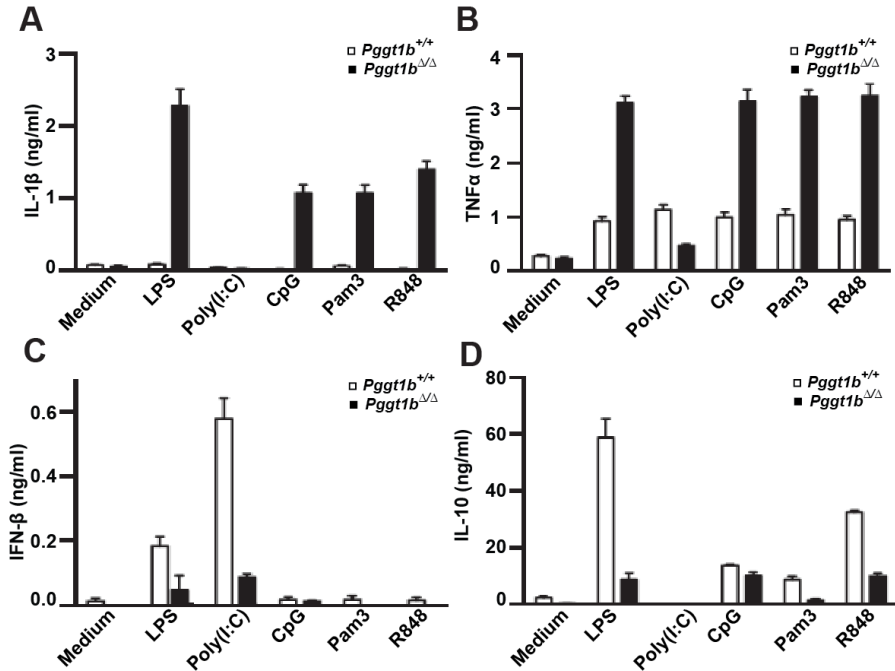 A
Pggt1b+/+
Pggt1bΔ/Δ
IL-1β (ng/ml)
3
2
1
0
Medium
LPS
Poly(I:C)
CpG
Pam3
R848
B
Pggt1b+/+
Pggt1bΔ/Δ
TNFα (ng/ml)
4
3
2
1
0
Medium
LPS
Poly(I:C)
CpG
Pam3
R848
C
Pggt1b+/+
Pggt1bΔ/Δ
IFN-β (ng/ml)
0.6
0.4
0.2
0.0
Medium
LPS
Poly(I:C)
CpG
Pam3
R848
D
Pggt1b+/+
Pggt1bΔ/Δ
IL-10 (ng/ml)
80
60
40
20
0
Medium
LPS
Poly(I:C)
CpG
Pam3
R848